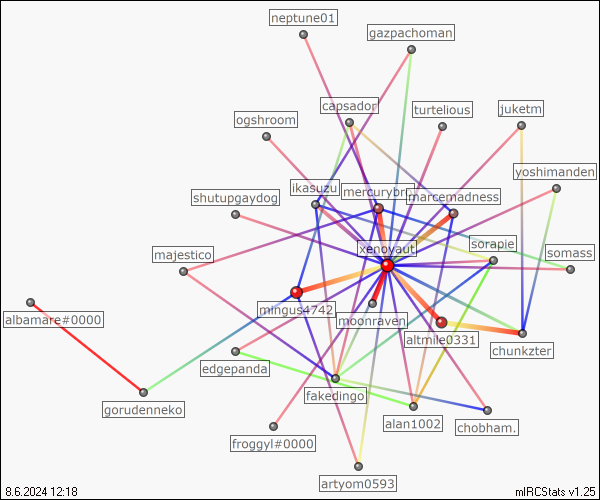 neptune01
gazpachoman
capsador
turtelious
juketm
ogshroom
yoshimanden
ikasuzu
mercurybrd
marcemadness
shutupgaydog
xenoyaut
sorapie
majestico
somass
mingus4742
moonraven
albamare#0000
altmile0331
chunkzter
edgepanda
fakedingo
gorudenneko
alan1002
chobham.
froggyl#0000
artyom0593
8.6.2024 12:18
mIRCStats v1.25